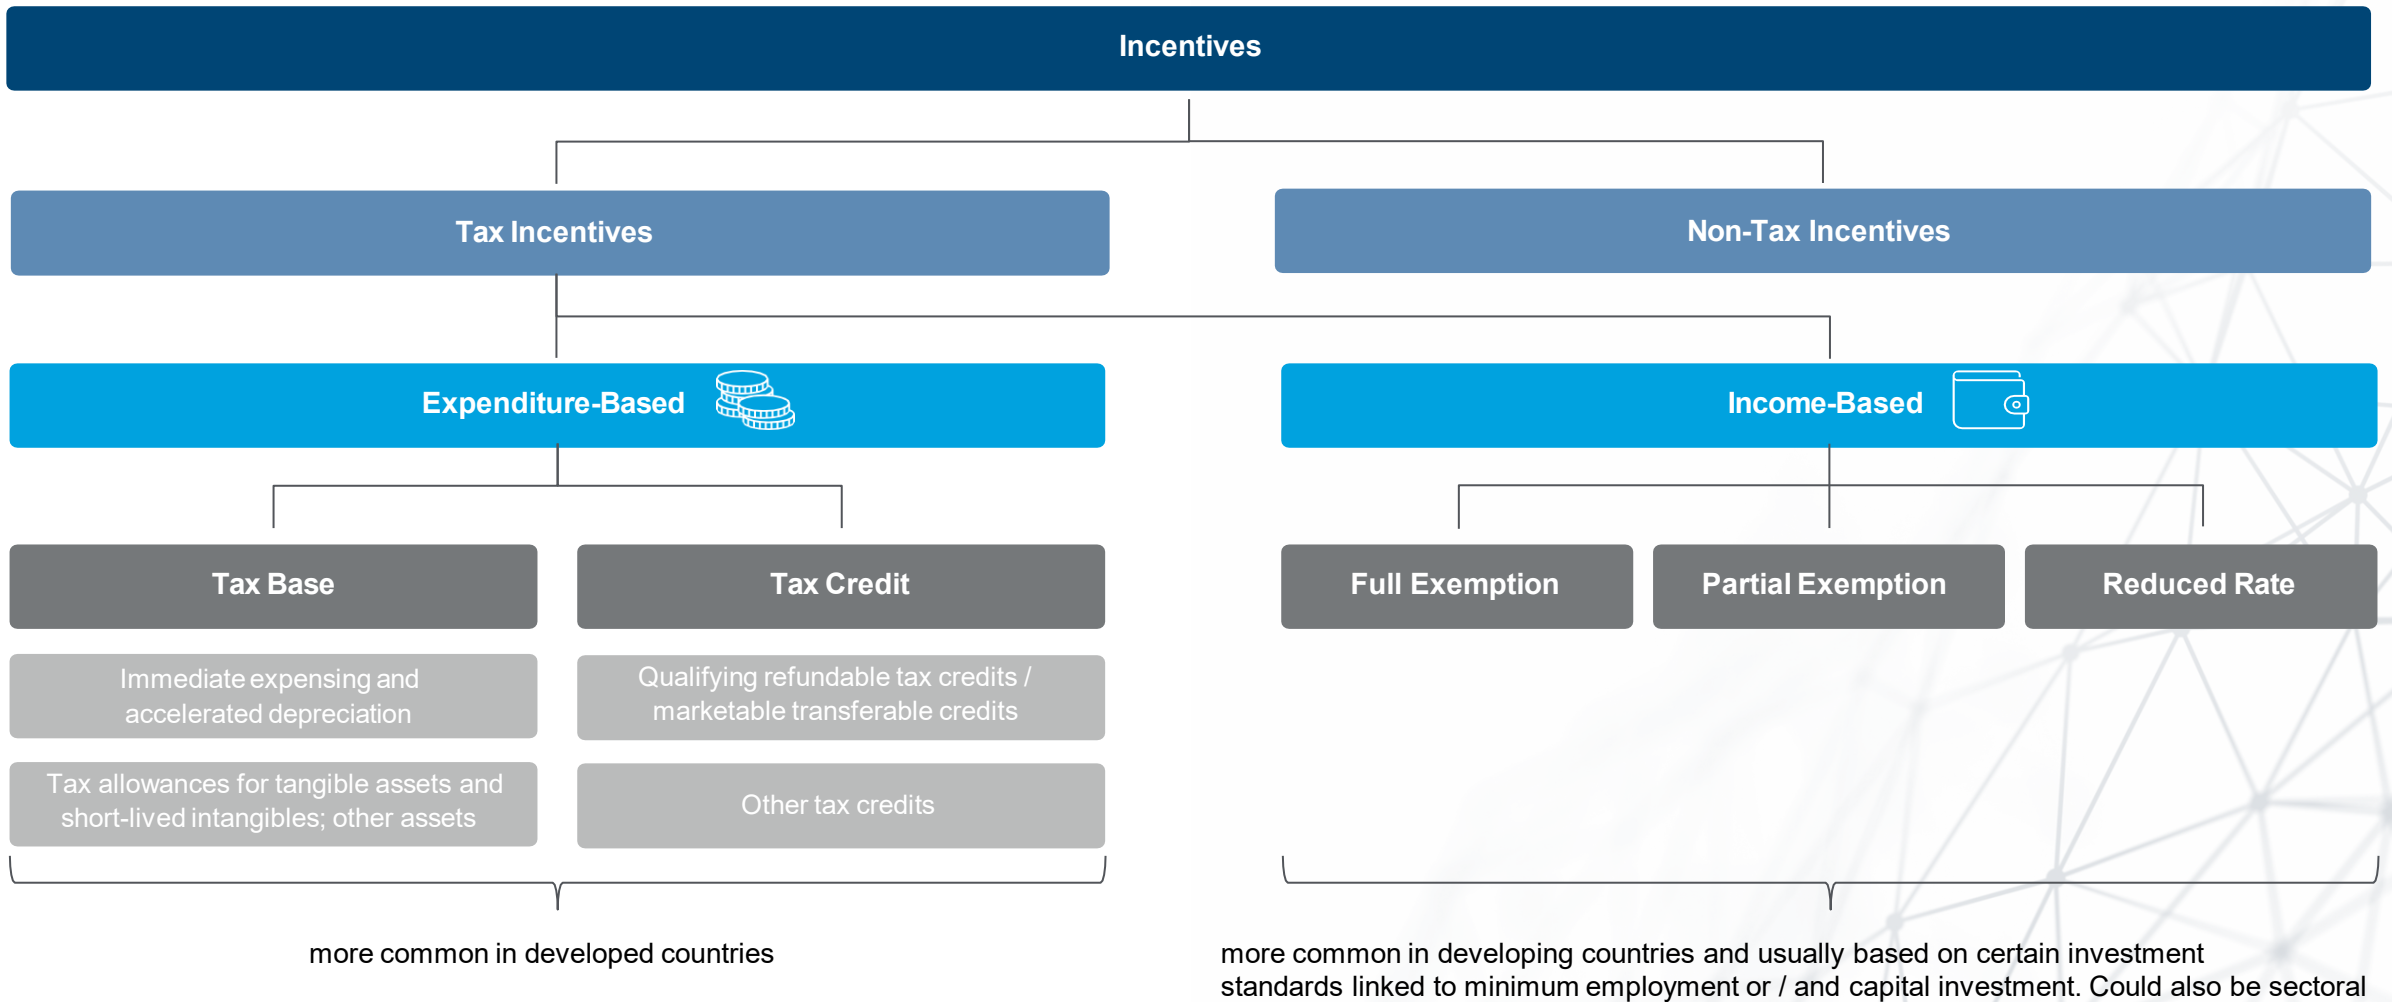 Incentives
Tax Incentives
Non-Tax Incentives
Expenditure-Based
Income-Based
Tax Base
Tax Credit
Full Exemption
Partial Exemption
Reduced Rate
Immediate expensing and
accelerated depreciation
Qualifying refundable tax credits /
marketable transferable credits
Tax allowances for tangible assets and
short-lived intangibles; other assets
Other tax credits
more common in developed countries
more common in developing countries and usually based on certain investment
standards linked to minimum employment or / and capital investment. Could also be sectoral